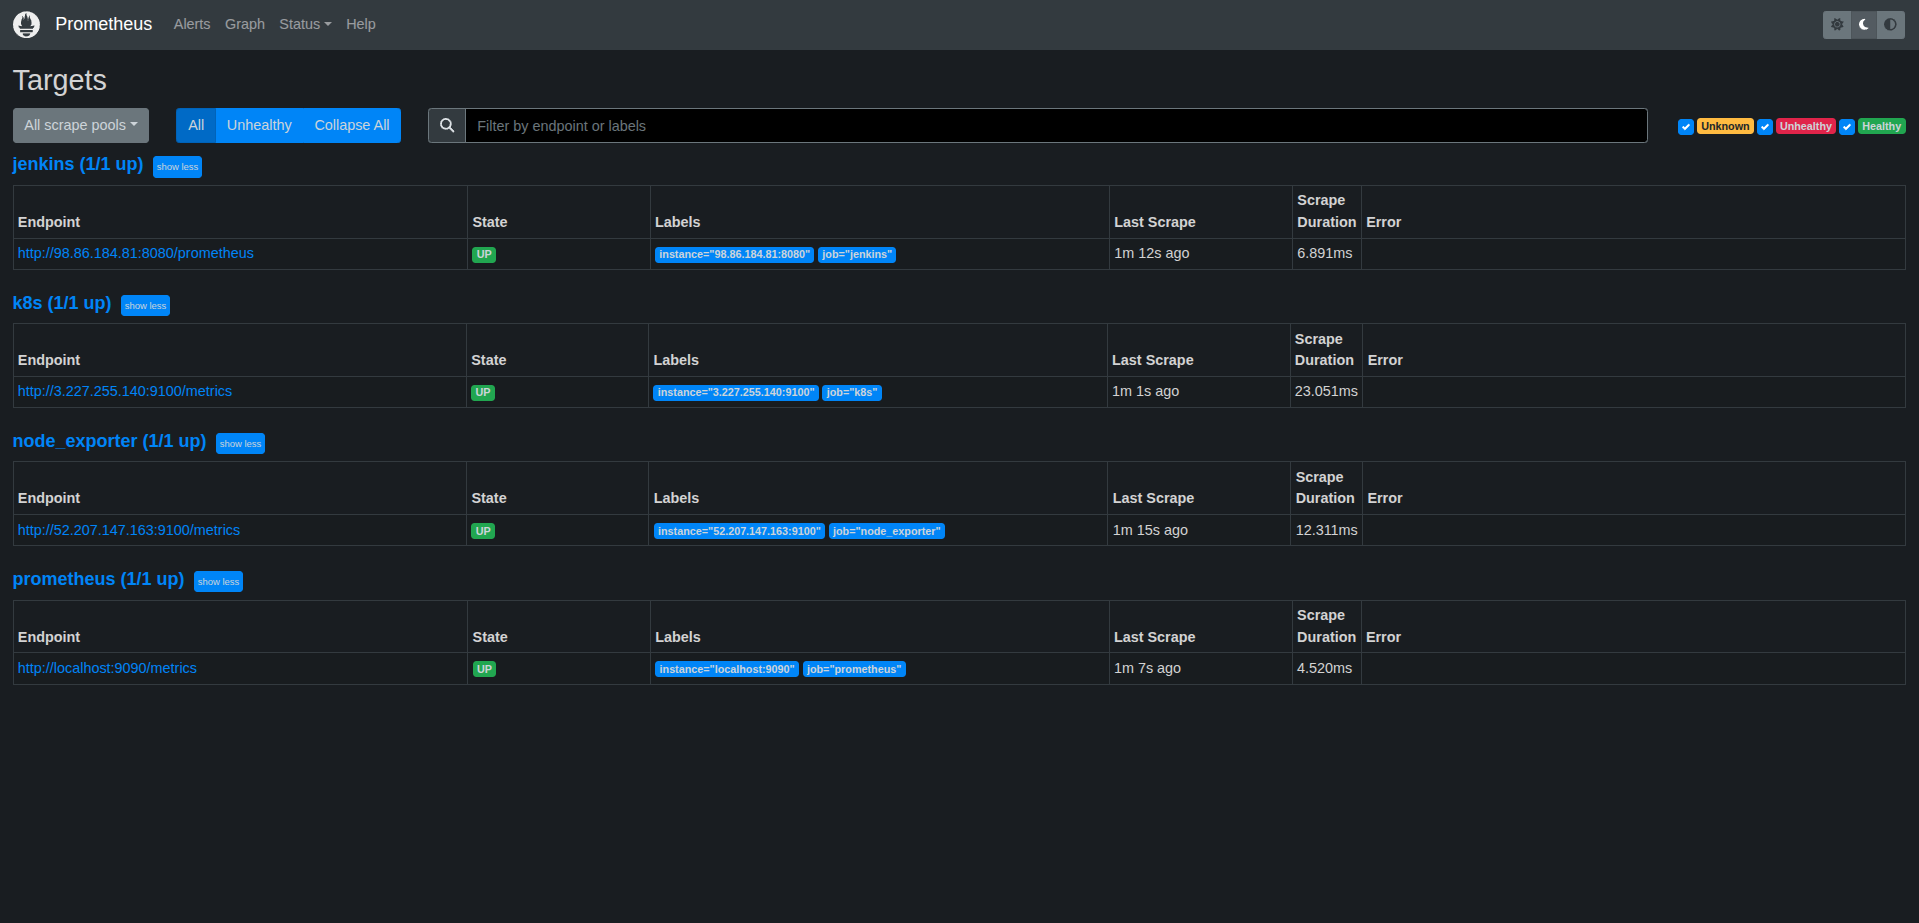 Prometheus Alerts Graph Status Help
Targets
All scrape pools All Unhealthy Collapse All Filter by endpoint or labels Unknown Unhealthy Healthy
jenkins (1/1 up) show less
Endpoint State Labels Last Scrape Scrape Duration Error
http://98.86.184.81:8080/prometheus UP instance="98.86.184.81:8080" job="jenkins" 1m 12s ago 6.891ms
k8s (1/1 up) show less
Endpoint State Labels Last Scrape Scrape Duration Error
http://3.227.255.140:9100/metrics UP instance="3.227.255.140:9100" job="k8s" 1m 1s ago 23.051ms
node_exporter (1/1 up) show less
Endpoint State Labels Last Scrape Scrape Duration Error
http://52.207.147.163:9100/metrics UP instance="52.207.147.163:9100" job="node_exporter" 1m 15s ago 12.311ms
prometheus (1/1 up) show less
Endpoint State Labels Last Scrape Scrape Duration Error
http://localhost:9090/metrics UP instance="localhost:9090" job="prometheus" 1m 7s ago 4.520ms